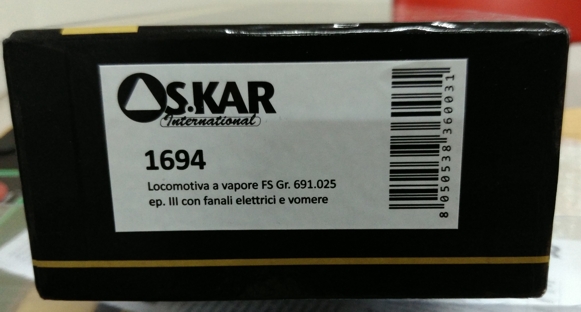 OS.KAR
International
1694
Locomotiva a vapore FS Gr. 691.025
ep. III con fanali elettrici e vomere
8 050538 360031